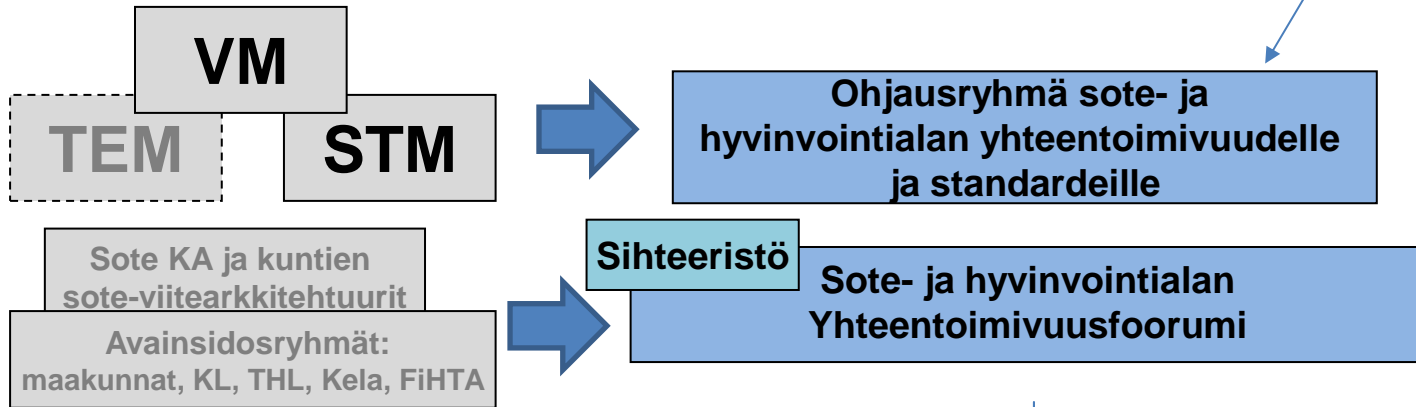 VM
TEM
STM
Ohjausryhmä sote- ja
hyvinvointialan yhteentoimivuudelle
ja standardeille
Sote KA ja kuntien
sote-viitearkkitehtuurit
Avainsidosryhmät:
maakunnat, KL, THL, Kela, FiHTA
Sihteeristö
Sote- ja hyvinvointialan
Yhteentoimivuusfoorumi